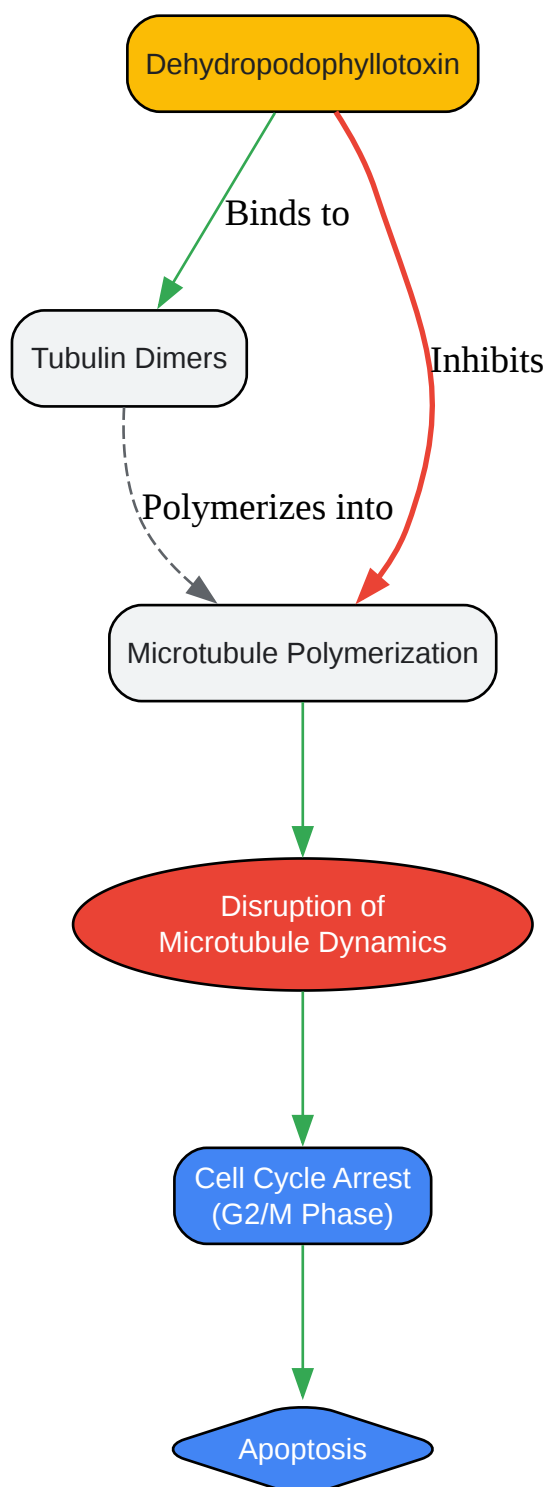 Dehydropodophyllotoxin
Binds to
Tubulin Dimers
Inhibits
Polymerizes into
Microtubule Polymerization
Disruption of
Microtubule Dynamics
Cell Cycle Arrest
(G2/M Phase)
Apoptosis